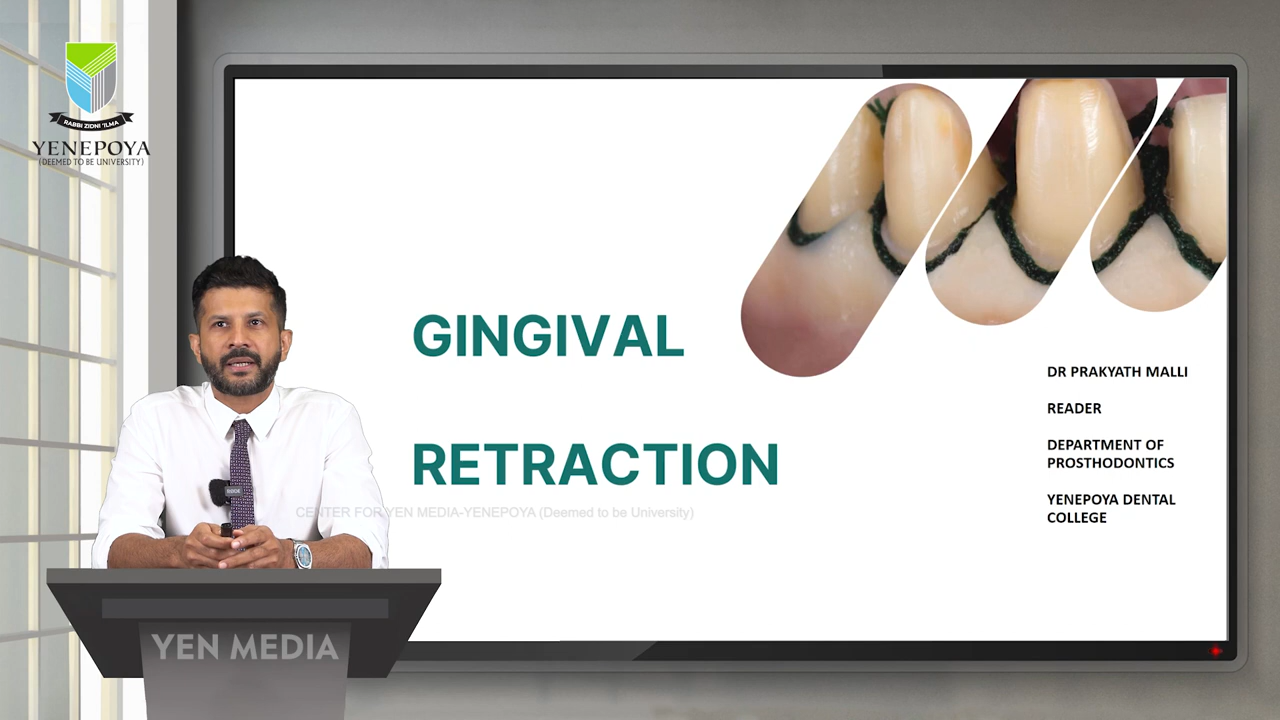 RABBI ZIDNI 'ILMA
YENEPOYA
(DEEMED TO BE UNIVERSITY)
GINGIVAL
RETRACTION
DR PRAKYATH MALLI
READER
DEPARTMENT OF
PROSTHODONTICS
YENEPOYA DENTAL
COLLEGE
CENTER FOR YEN MEDIA-YENEPOYA (Deemed to be University)
YEN MEDIA